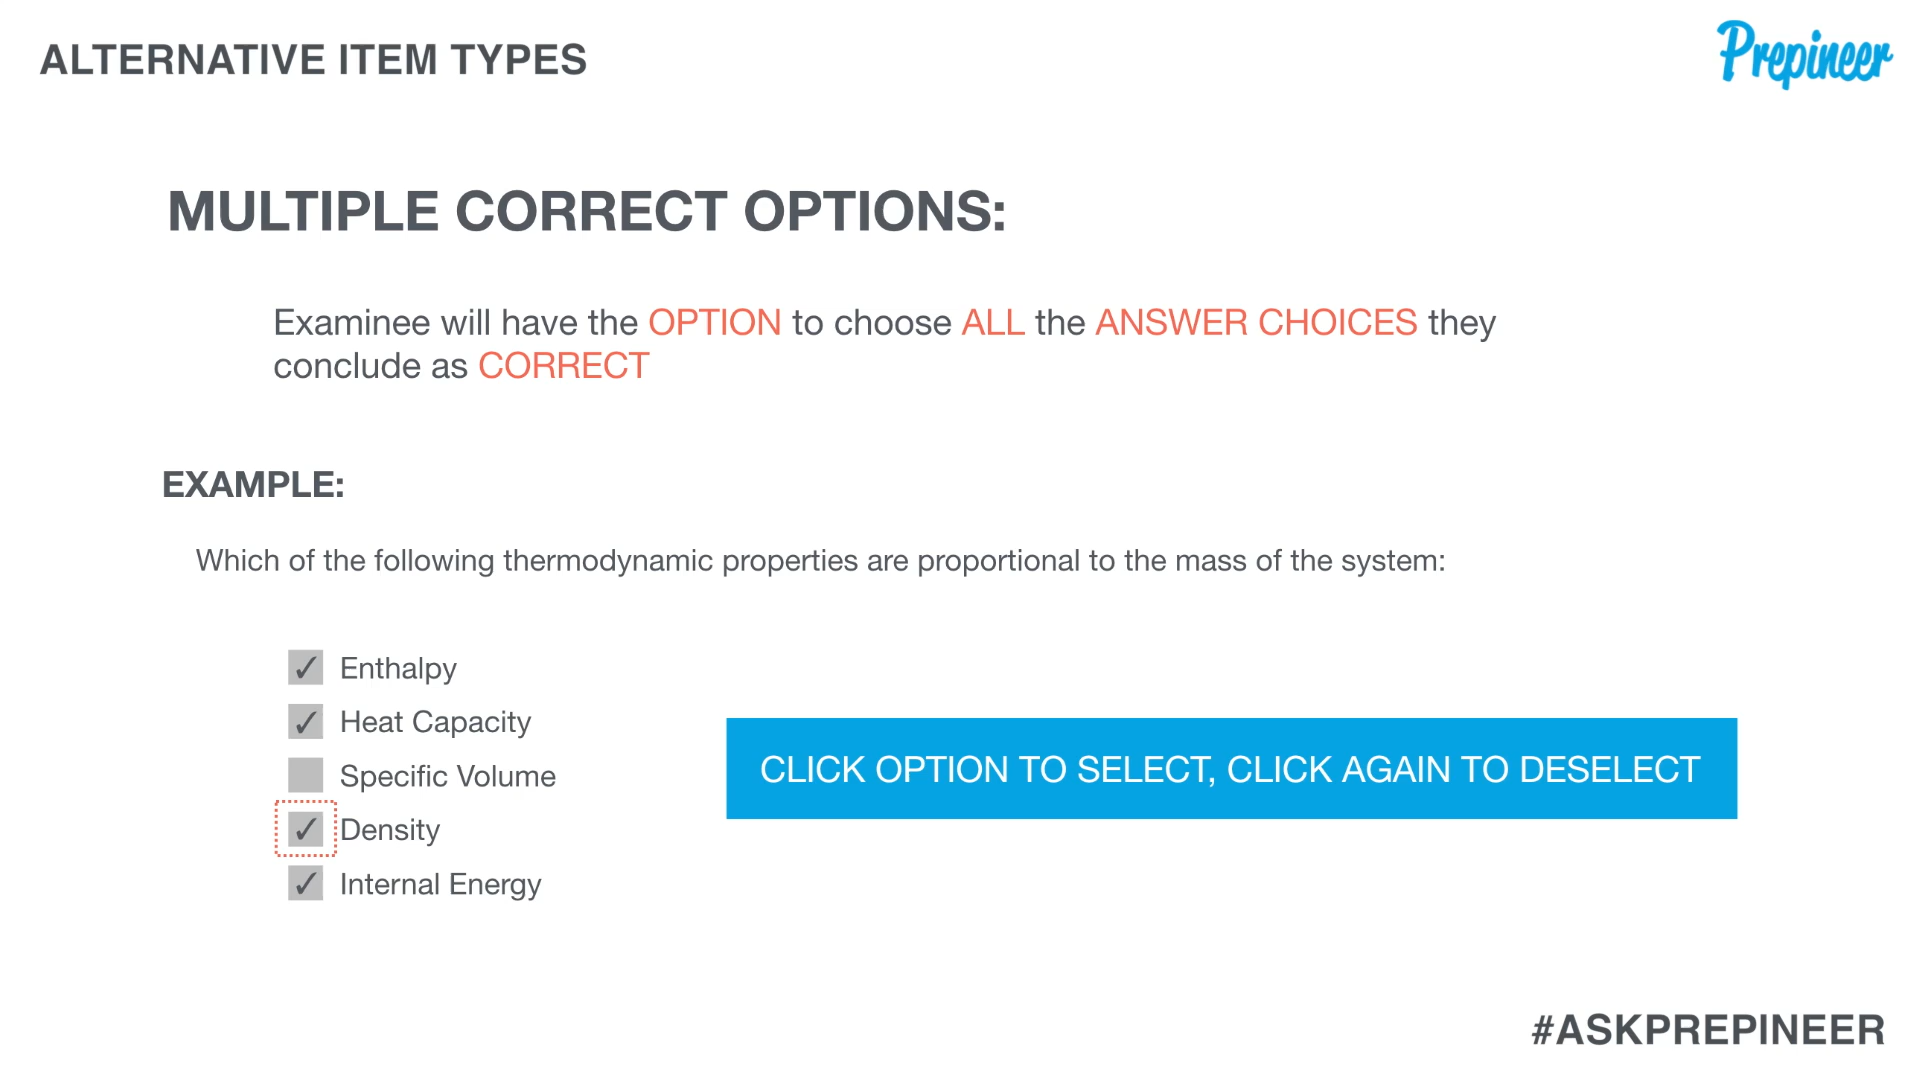 ALTERNATIVE ITEM TYPES
Prepineer
MULTIPLE CORRECT OPTIONS:
Examinee will have the OPTION to choose ALL the ANSWER CHOICES they
conclude as CORRECT
EXAMPLE:
Which of the following thermodynamic properties are proportional to the mass of the system:
✓ Enthalpy
✓ Heat Capacity
Specific Volume
✓ Density
✓ Internal Energy
CLICK OPTION TO SELECT, CLICK AGAIN TO DESELECT
#ASKPREPINEER